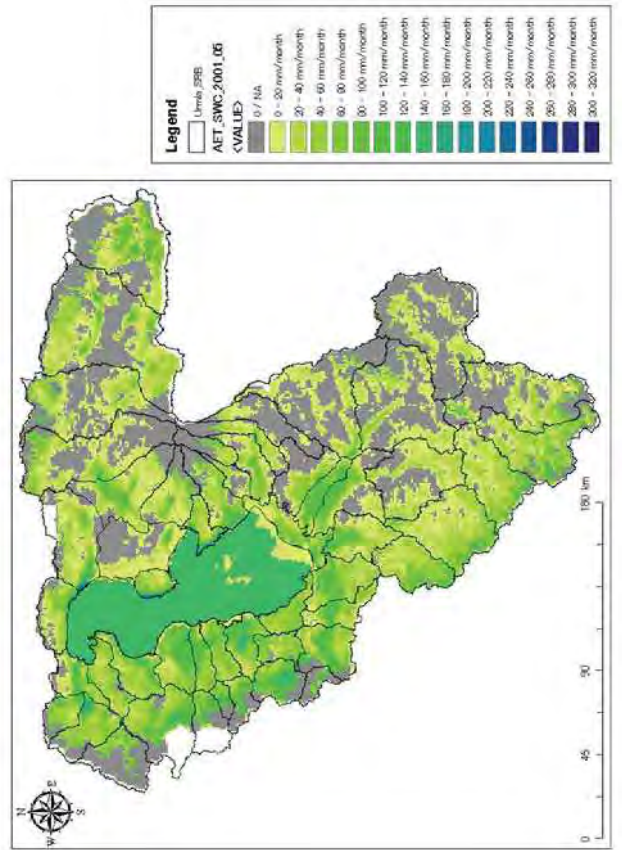 Legend
Urmia_SRB
AET_SWC_2001_05
<VALUE>
0 / NA
0 - 20 mm/month
20 - 40 mm/month
40 - 60 mm/month
60 - 80 mm/month
80 - 100 mm/month
100 - 120 mm/month
120 - 140 mm/month
140 - 160 mm/month
160 - 180 mm/month
180 - 200 mm/month
200 - 220 mm/month
220 - 240 mm/month
240 - 260 mm/month
260 - 280 mm/month
280 - 300 mm/month
300 - 320 mm/month
N
W
E
S
0
45
90
180 km